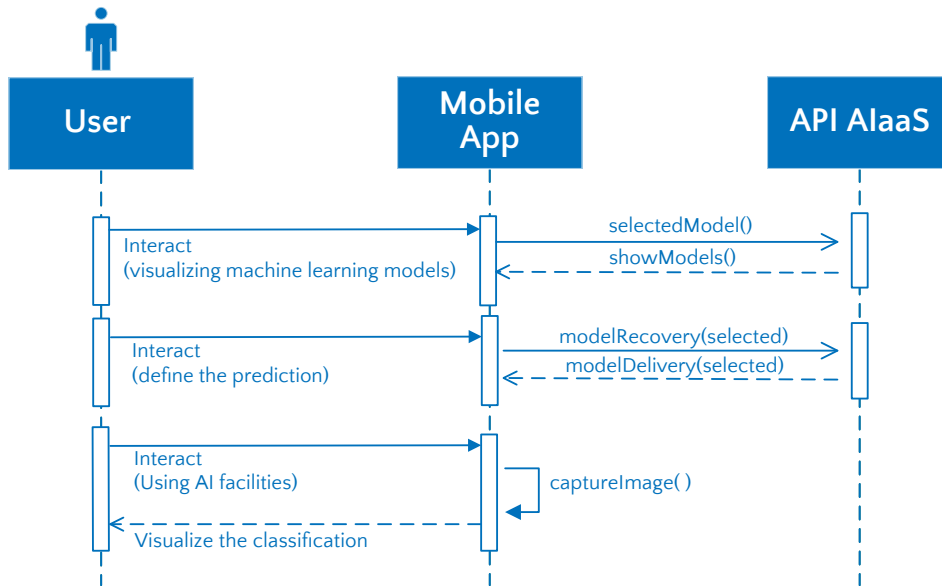 User
Mobile
App
API AIaaS
selectedModel()
Interact
(visualizing machine learning models)
showModels()
modelRecovery(selected)
Interact
(define the prediction)
modelDelivery(selected)
Interact
(Using AI facilities)
captureImage( )
Visualize the classification